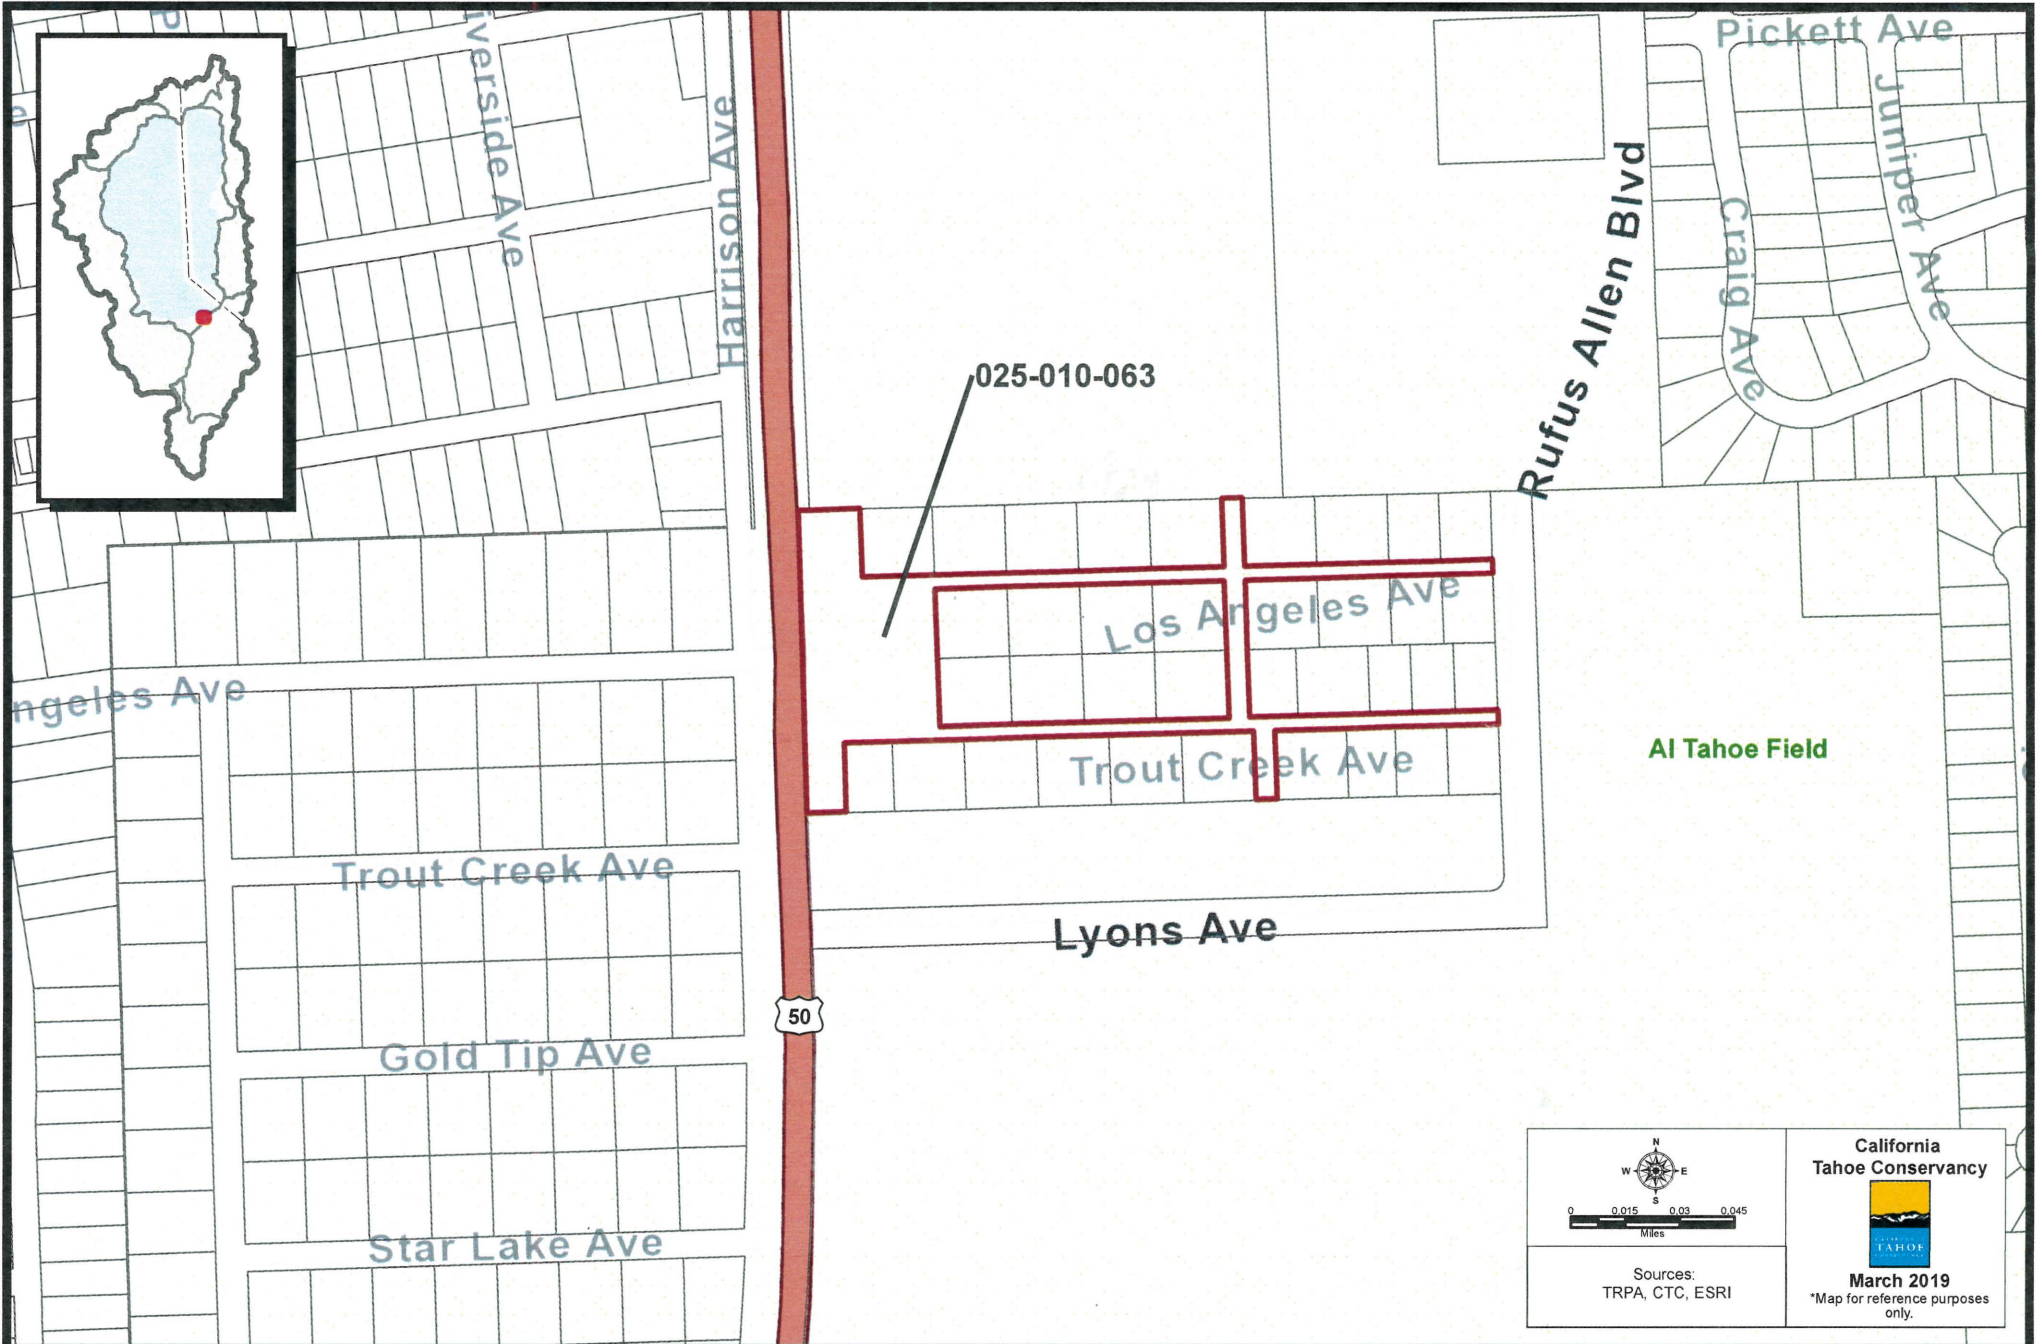 Pickett Ave
iverside Ave
Juniper Ave
Harrison Ave
Rufus Allen Blvd
Craig Ave
025-010-063
Los Angeles Ave
ngeles Ave
Al Tahoe Field
Trout Creek Ave
Trout Creek Ave
Lyons Ave
50
Gold Tip Ave
Star Lake Ave
N
W E
S
0 0.015 0.03 0.045
Miles
Sources:
TRPA, CTC, ESRI
California
Tahoe Conservancy
TAHOE
March 2019
*Map for reference purposes
only.